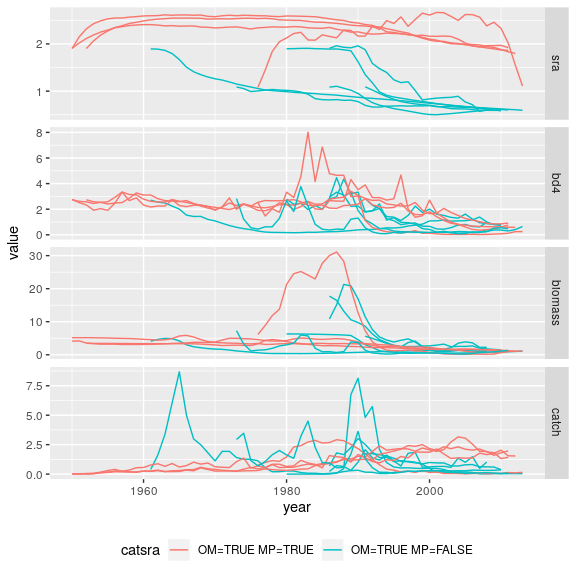 value
2
1
sra
8
6
4
2
0
bd4
30
20
10
0
biomass
7.5
5.0
2.5
0.0
catch
1960 1980 2000
year
catsra OM=TRUE MP=TRUE OM=TRUE MP=FALSE